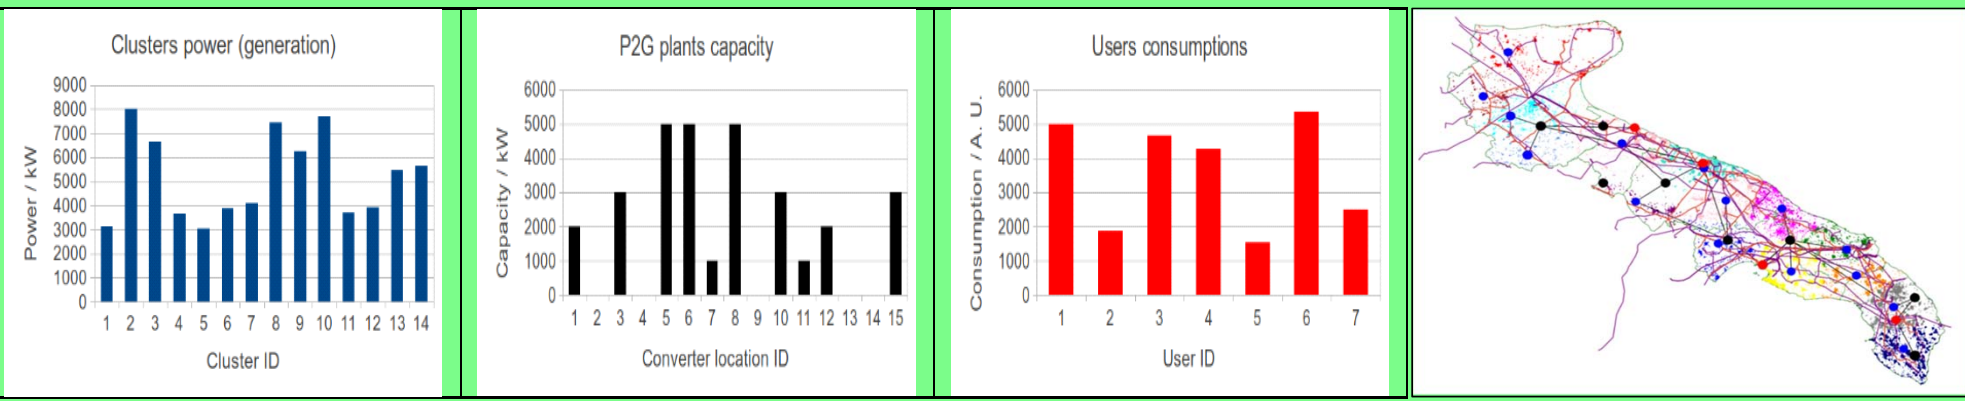 Clusters power (generation)
Power / kW
9000
8000
7000
6000
5000
4000
3000
2000
1000
0
1 2 3 4 5 6 7 8 9 10 11 12 13 14
Cluster ID
P2G plants capacity
Capacity / kW
6000
5000
4000
3000
2000
1000
0
1 2 3 4 5 6 7 8 9 10 11 12 13 14 15
Converter location ID
Users consumptions
Consumption / A. U.
6000
5000
4000
3000
2000
1000
0
1 2 3 4 5 6 7
User ID